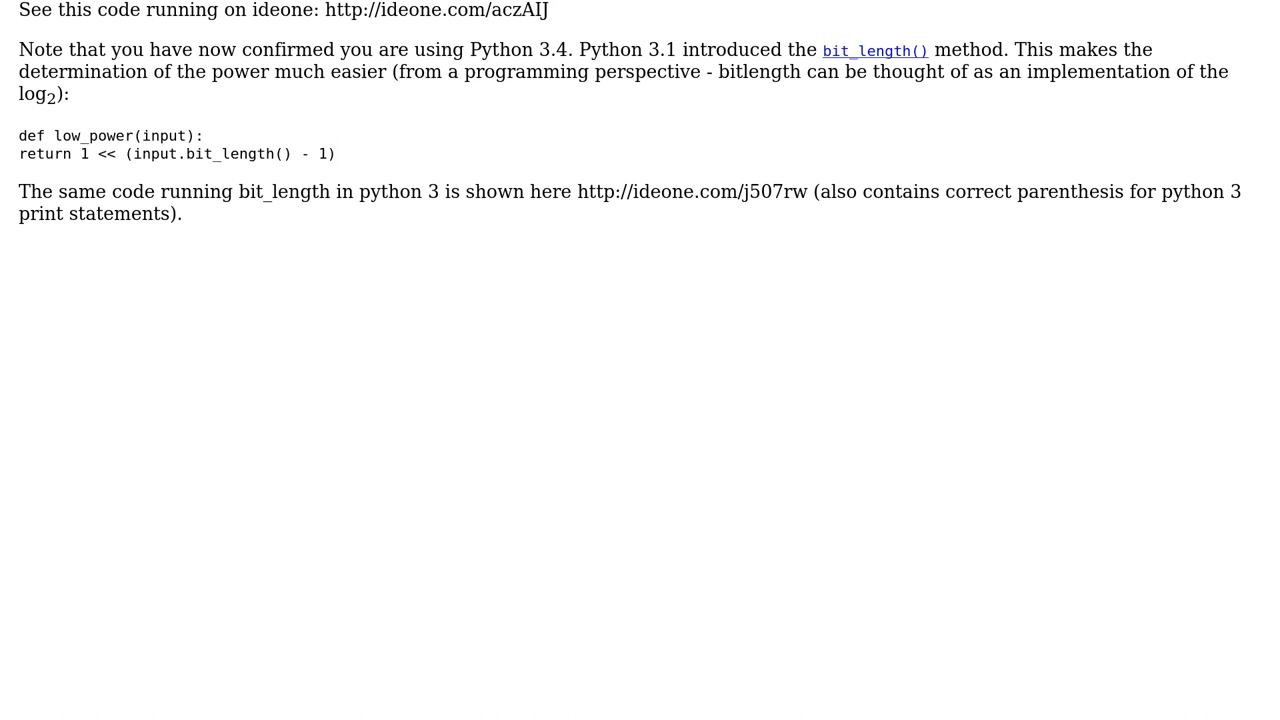 See this code running on ideone: http://ideone.com/aczAIJ
Note that you have now confirmed you are using Python 3.4. Python 3.1 introduced the bit_length() method. This makes the
determination of the power much easier (from a programming perspective - bitlength can be thought of as an implementation of the
log2):
def low_power(input):
return 1 << (input.bit_length() - 1)
The same code running bit_length in python 3 is shown here http://ideone.com/j507rw (also contains correct parenthesis for python 3
print statements).